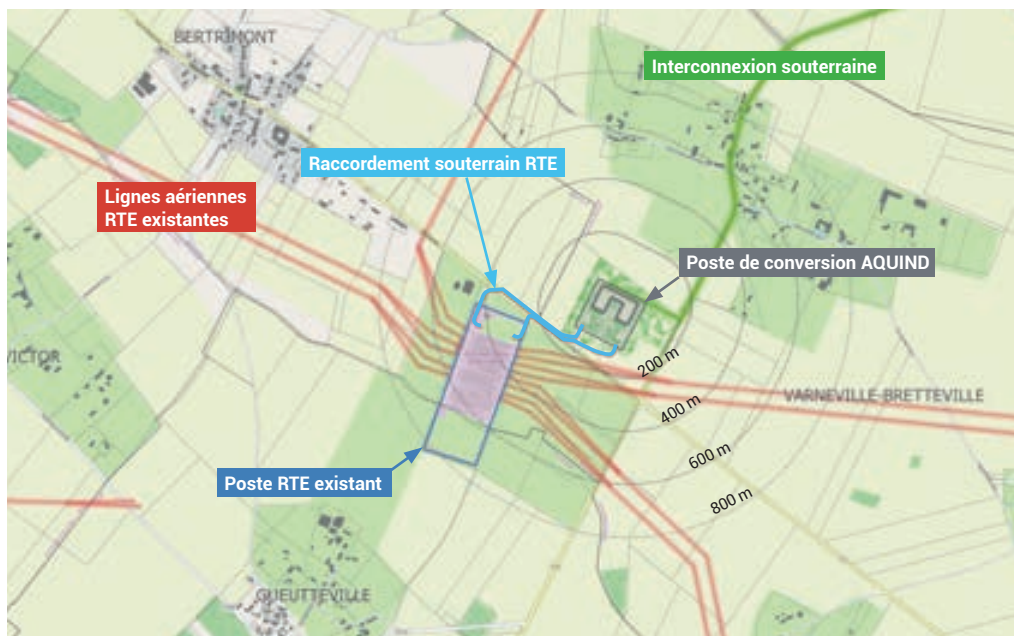 BERTRIMONT
Interconnexion souterraine
Raccordement souterrain RTE
Lignes aériennes
RTE existantes
Poste de conversion AQUIND
VICTOR
200 m
VARNEVILLE-BRETTEVILLE
400 m
600 m
Poste RTE existant
800 m
GUEUTTEVILLE